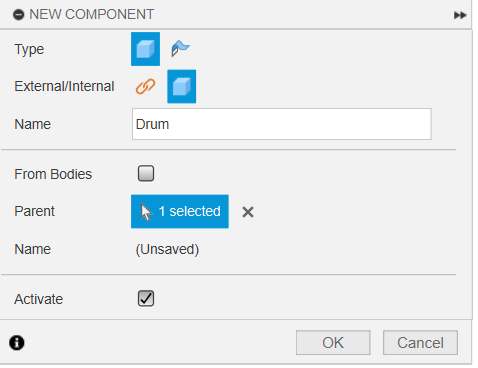 NEW COMPONENT
Type
External/Internal
Name Drum
From Bodies
Parent 1 selected
Name (Unsaved)
Activate
OK Cancel